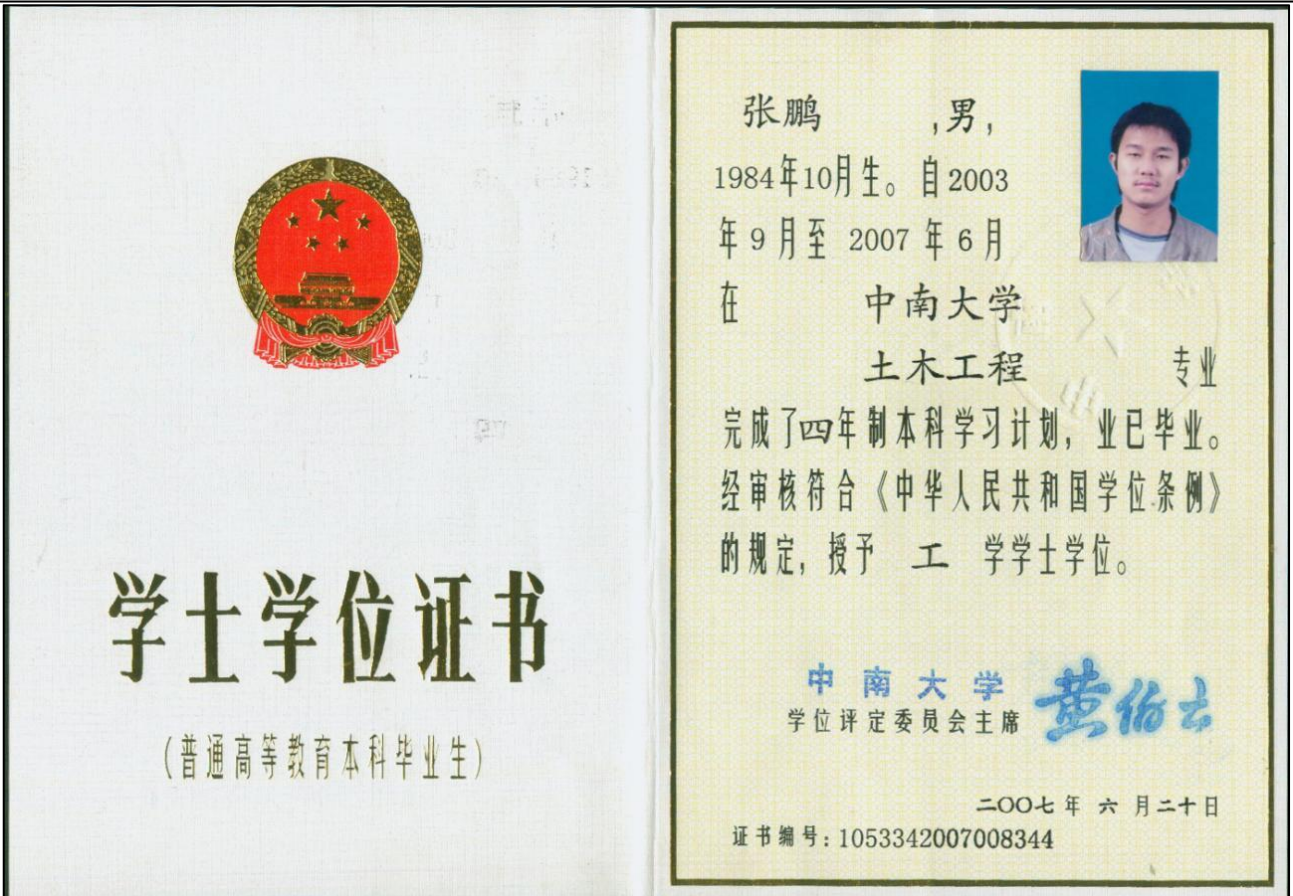 学士学位证书
(普通高等教育本科毕业生)
张鹏 ,男,
1984年10月生。自2003
年9月至 2007 年6月
在 中南大学
土木工程 专业
完成了四年制本科学习计划，业已毕业。
经审核符合《中华人民共和国学位条例》
的规定，授予 工 学学士学位。
中南大学
学位评定委员会主席 黄伯云
二〇〇七年 六 月二十日
证书编号:1053342007008344